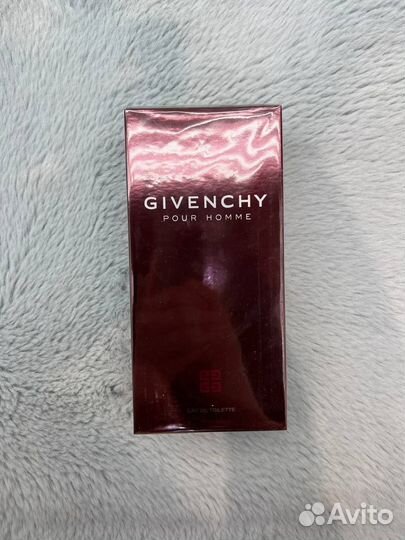 GIVENCHY
POUR HOMME
EAU DE TOILETTE
Avito